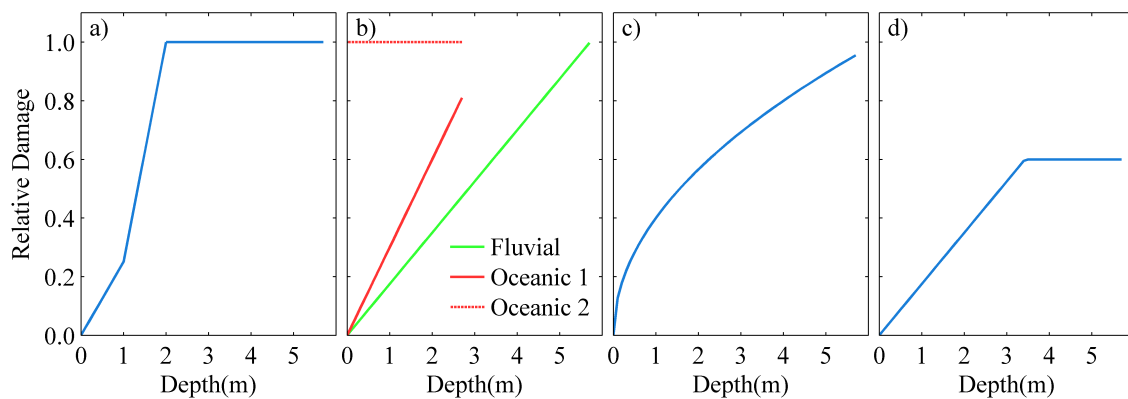 a) b) c) d)
1.0
0.8
0.6
0.4
0.2
0.0
Relative Damage
Fluvial
Oceanic 1
Oceanic 2
0 1 2 3 4 5 0 1 2 3 4 5 0 1 2 3 4 5 0 1 2 3 4 5
Depth(m) Depth(m) Depth(m) Depth(m)